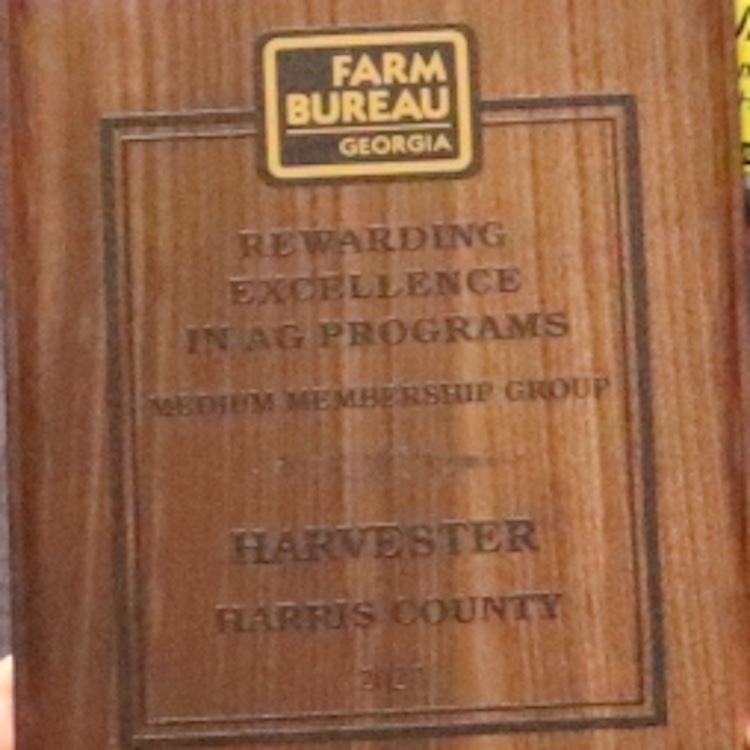 FARM
BUREAU
GEORGIA
REWARDING
EXCELLENCE
IN AG PROGRAMS
MEDIUM MEMBERSHIP GROUP
HARVESTER
HARRIS COUNTY